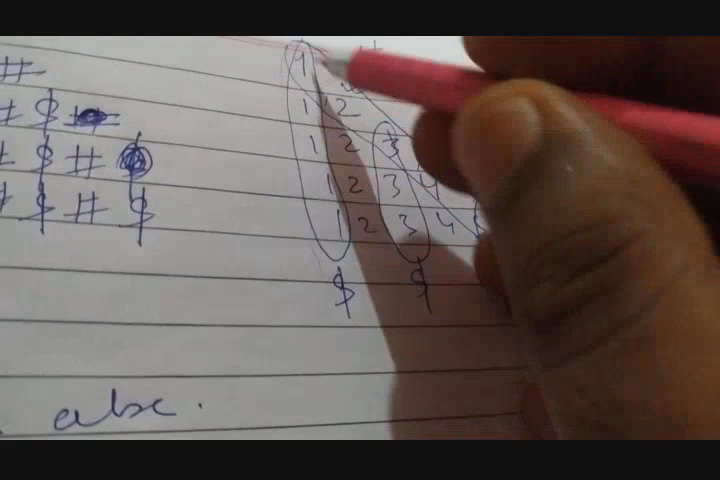 #
# $
$ # $
$ # $
1
1 2
1 2 3
1 2 3 4
1 2 3 4
$ $
abc.